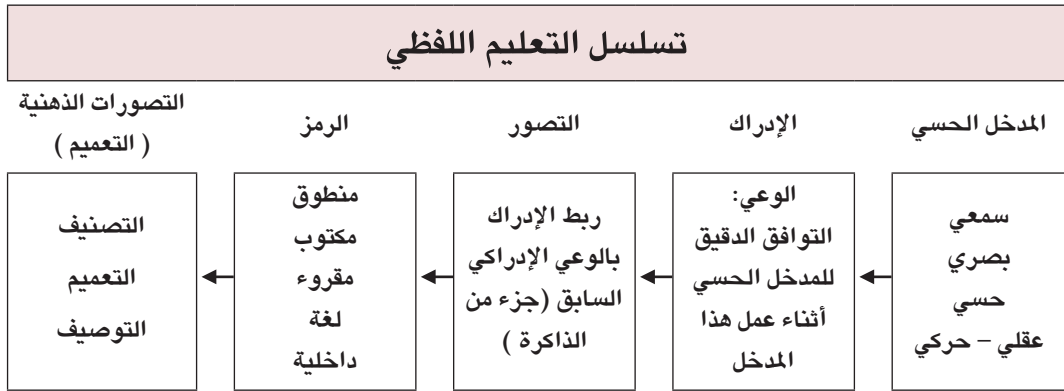 تسلسل التعليم اللفظي
المدخل الحسي
سمعي
بصري
حسي
عقلي – حركي
الإدراك
الوعي:
التوافق الدقيق
للمدخل الحسي
أثناء عمل هذا
المدخل
التصور
ربط الإدراك
بالوعي الإدراكي
السابق (جزء من
الذاكرة )
الرمز
منطوق
مكتوب
مقروء
لغة
داخلية
التصورات الذهنية
( التعميم )
التصنيف
التعميم
التوصيف